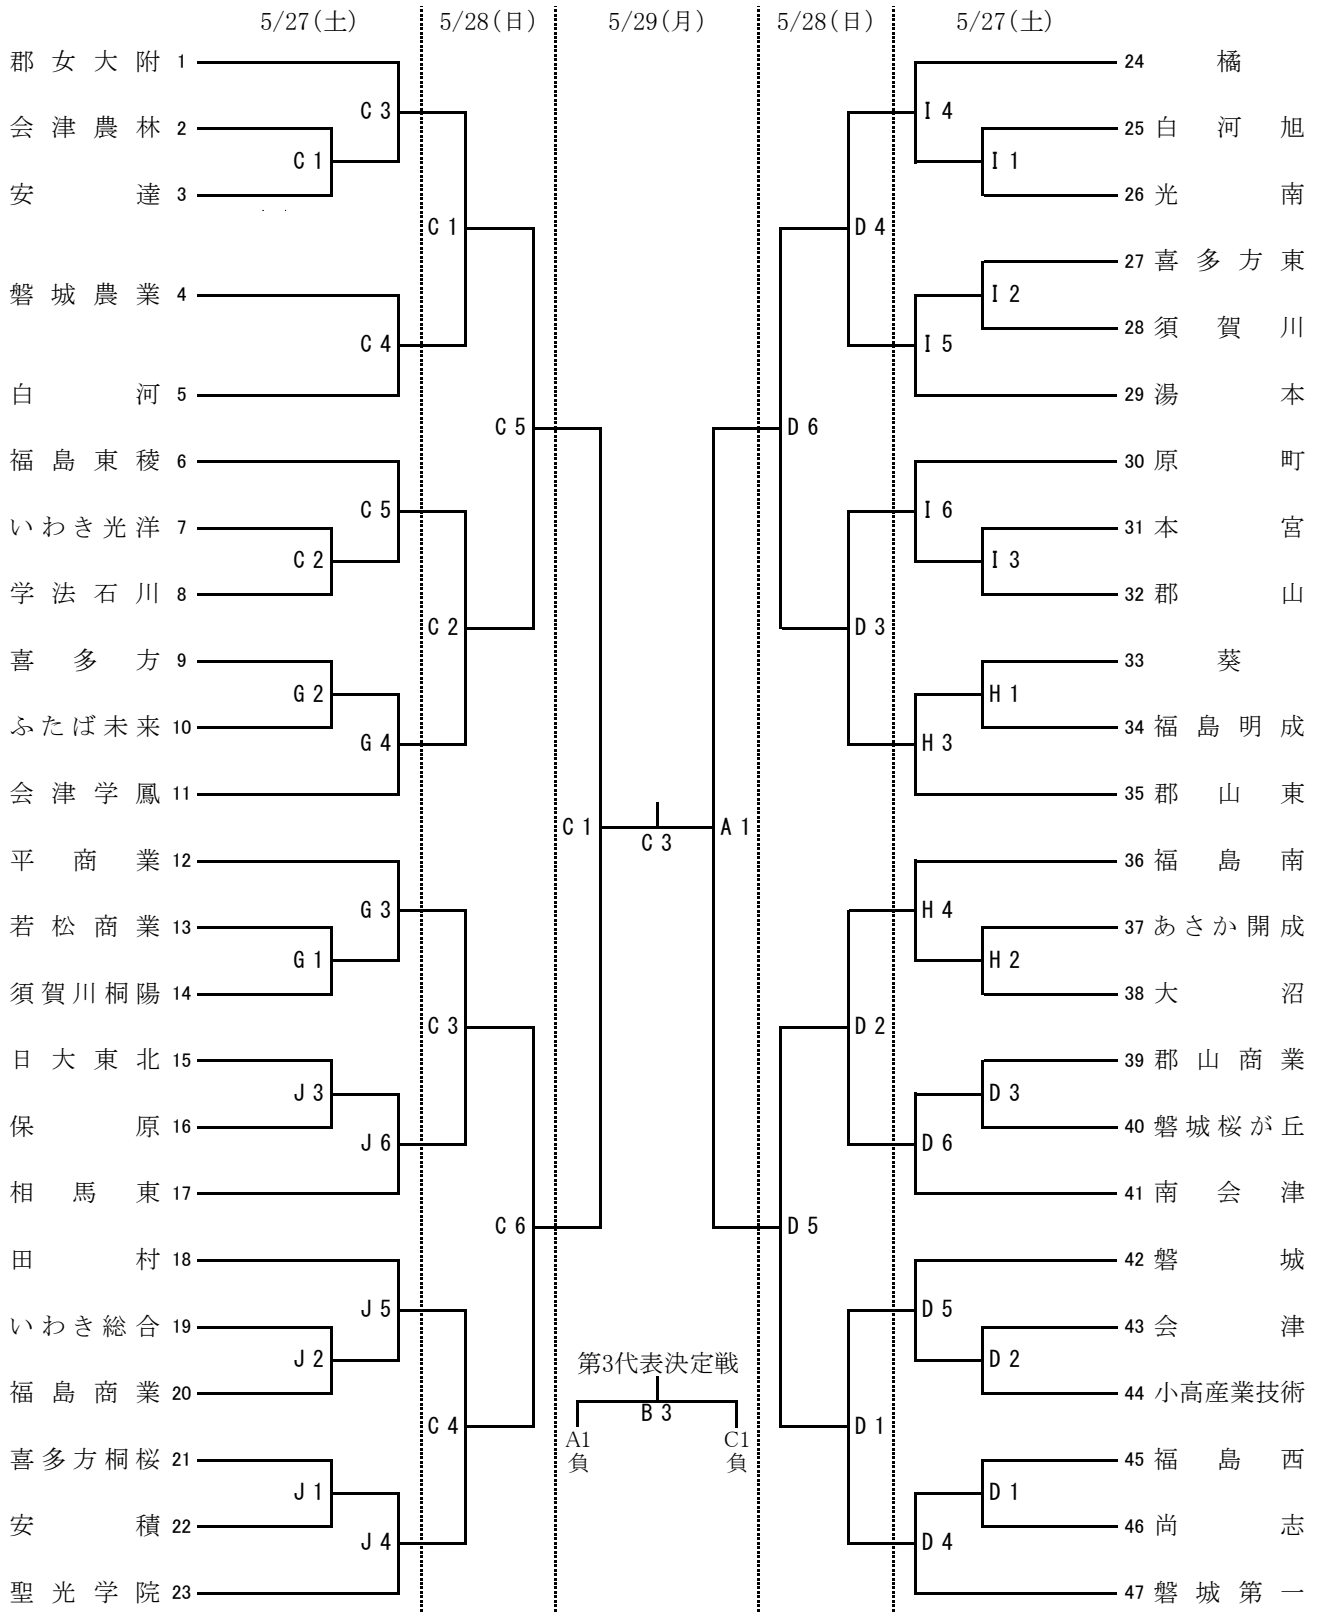 5/27(土) 5/28(日) 5/29(月) 5/28(日) 5/27(土)
郡女大附 1
会津農林 2
安達 3
磐城農業 4
白河 5
福島東稜 6
いわき光洋 7
学法石川 8
喜多方 9
ふたば未来 10
会津学鳳 11
平商業 12
若松商業 13
須賀川桐陽 14
日大東北 15
保原 16
相馬東 17
田村 18
いわき総合 19
福島商業 20
喜多方桐桜 21
安積 22
聖光学院 23
C3
C1
C4
C5
C2
G2
G4
G3
G1
J3
J6
J5
J2
J1
J4
C1
C2
C3
C4
C5
C6
C1
C3
A1
第3代表決定戦
B3
A1
負
C1
負
D6
D5
D4
D3
D2
D1
I4
I1
I2
I5
I6
I3
H1
H3
H4
H2
D3
D6
D5
D2
D1
D4
24 橘
25 白河旭
26 光南
27 喜多方東
28 須賀川
29 湯本
30 原町
31 本宮
32 郡山
33 葵
34 福島明成
35 郡山東
36 福島南
37 あさか開成
38 大沼
39 郡山商業
40 磐城桜が丘
41 南会津
42 磐城
43 会津
44 小高産業技術
45 福島西
46 尚志
47 磐城第一